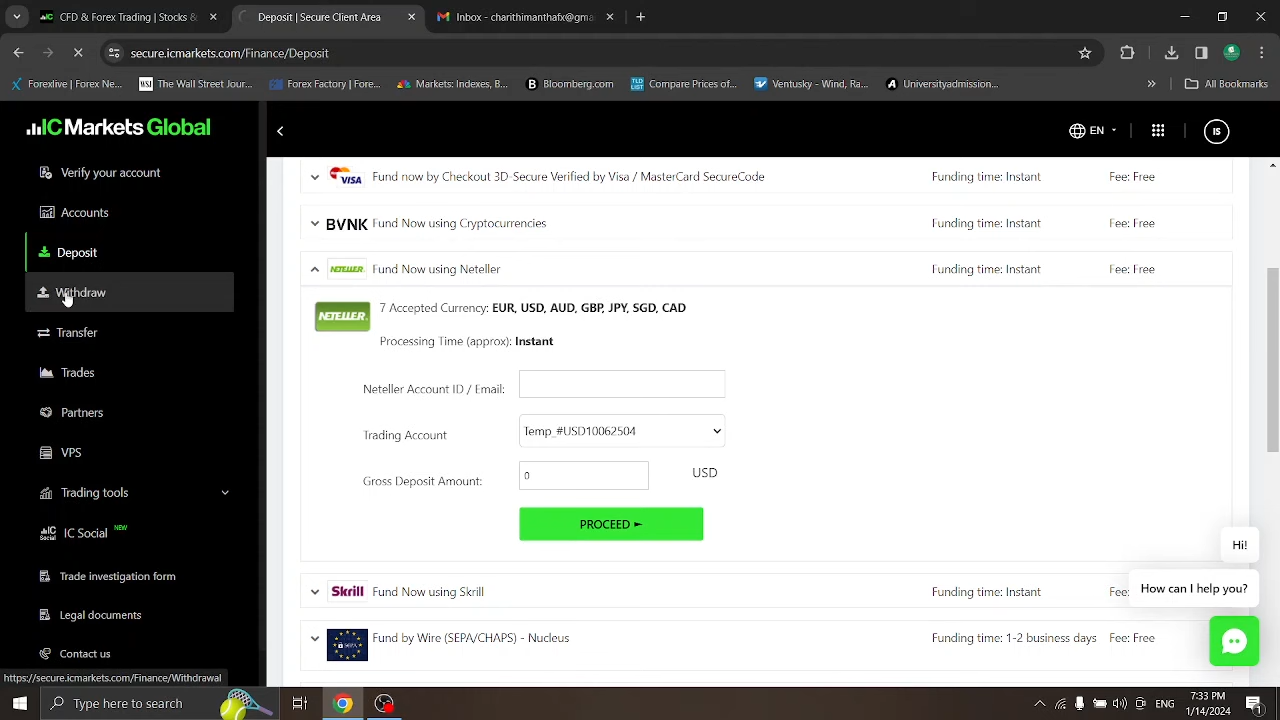 CFD & Forex Trading | Stocks &
Deposit | Secure Client
Inbox - charithimanthafx@gma
secure.icmarkets.com/Finance/Deposit
Forexlive | Forex Ne...
The Wall Street Jour...
Forex Factory | Fore...
Markets: Indexes, B...
Bloomberg.com
Compare Prices of...
Ventusky - Wind, Ra...
Universityadmission...
All Bookmarks
IC Markets Global
EN
IS
Verify your account
Accounts
Deposit
Withdraw
Transfer
Trades
Partners
VPS
Trading tools
IC Social NEW
Trade investigation form
Legal documents
Contact us
VISA Fund now by Checkout 3D-Secure Verified by Visa / MasterCard SecureCode Funding time: Instant Fee: Free
BVNK Fund Now using Cryptocurrencies Funding time: Instant Fee: Free
NETELLER Fund Now using Neteller Funding time: Instant Fee: Free
NETELLER 7 Accepted Currency: EUR, USD, AUD, GBP, JPY, SGD, CAD
Processing Time (approx): Instant
Neteller Account ID / Email:
Trading Account Temp_#USD10062504
Gross Deposit Amount: 0 USD
PROCEED ►
Skrill Fund Now using Skrill Funding time: Instant Fee:
Fund by Wire (SEPA/CHAPS) - Nucleus Funding time: 1-2 business days Fee: Free
Hi!
How can I help you?
https://secure.icmarkets.com/Finance/Withdrawal
Type here to search
ENG
7:33 PM
1/14/2024